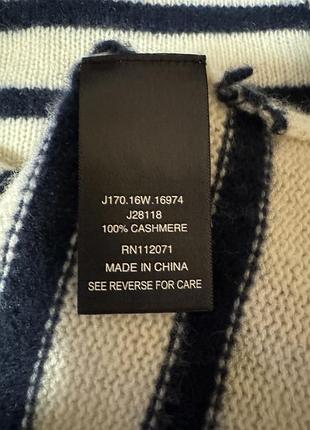 J170.16W.16974
J28118
100% CASHMERE
RN112071
MADE IN CHINA
SEE REVERSE FOR CARE